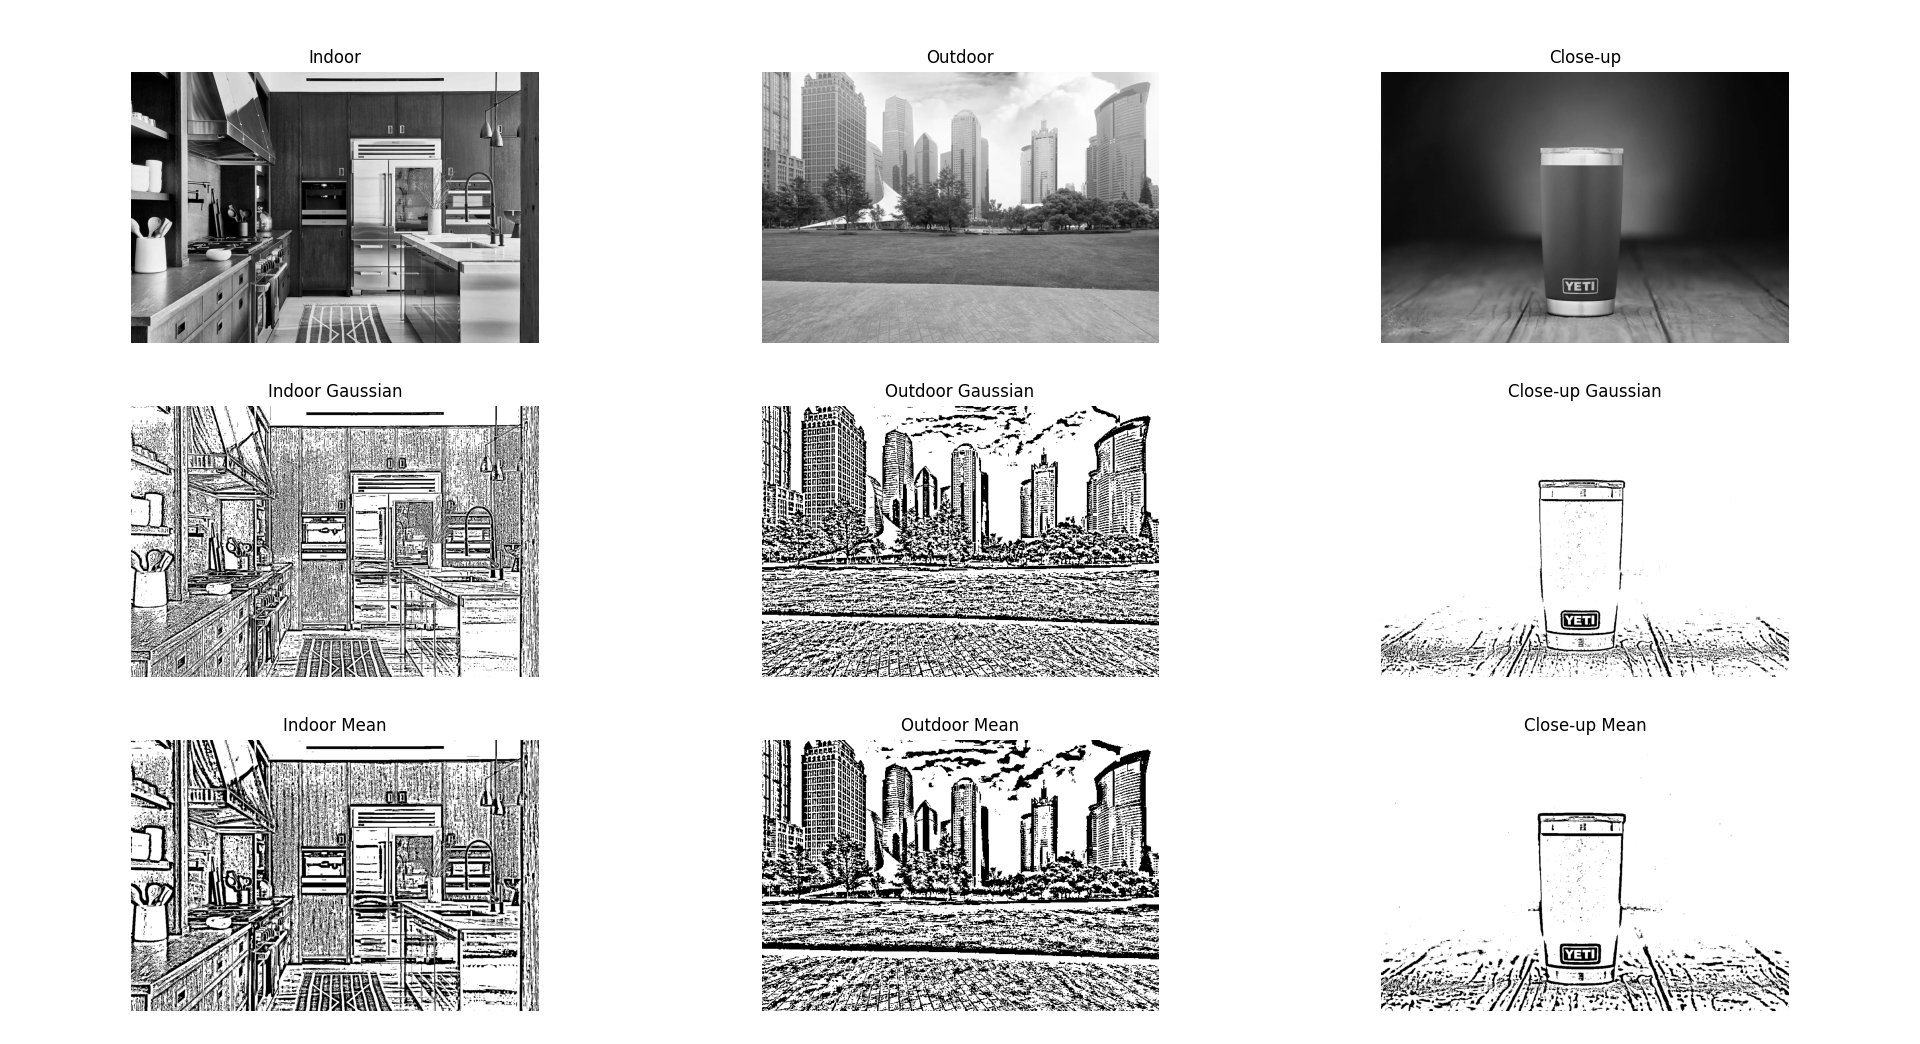 Indoor
Outdoor
Close-up
YETI
Indoor Gaussian
Outdoor Gaussian
Close-up Gaussian
YETI
Indoor Mean
Outdoor Mean
Close-up Mean
YETI